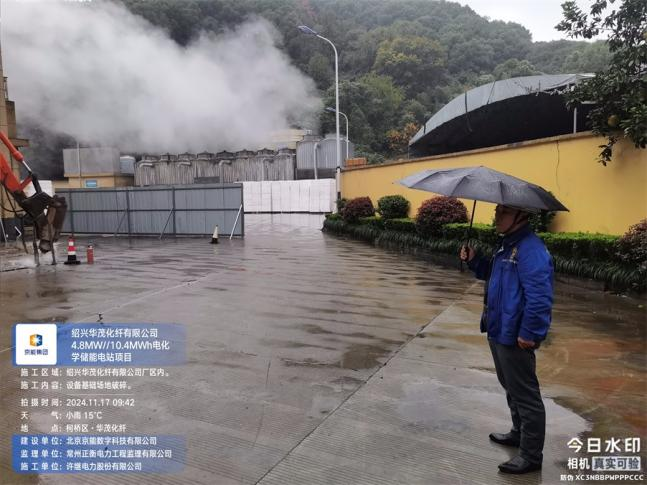 京能集团
绍兴华茂化纤有限公司
4.8MW//10.4MWh电化
学储能电站项目
施工区域：绍兴华茂化纤有限公司厂区内。
施工内容：设备基础场地破碎。
拍摄时间：2024.11.17 09:42
天气：小雨 15°C
地点：柯桥区·华茂化纤
建设单位：北京京能数字科技有限公司
监理单位：常州正衡电力工程监理有限公司
施工单位：许继电力股份有限公司
今日水印
相机 真实可验
防伪 XC3NBBPWPPPCCC